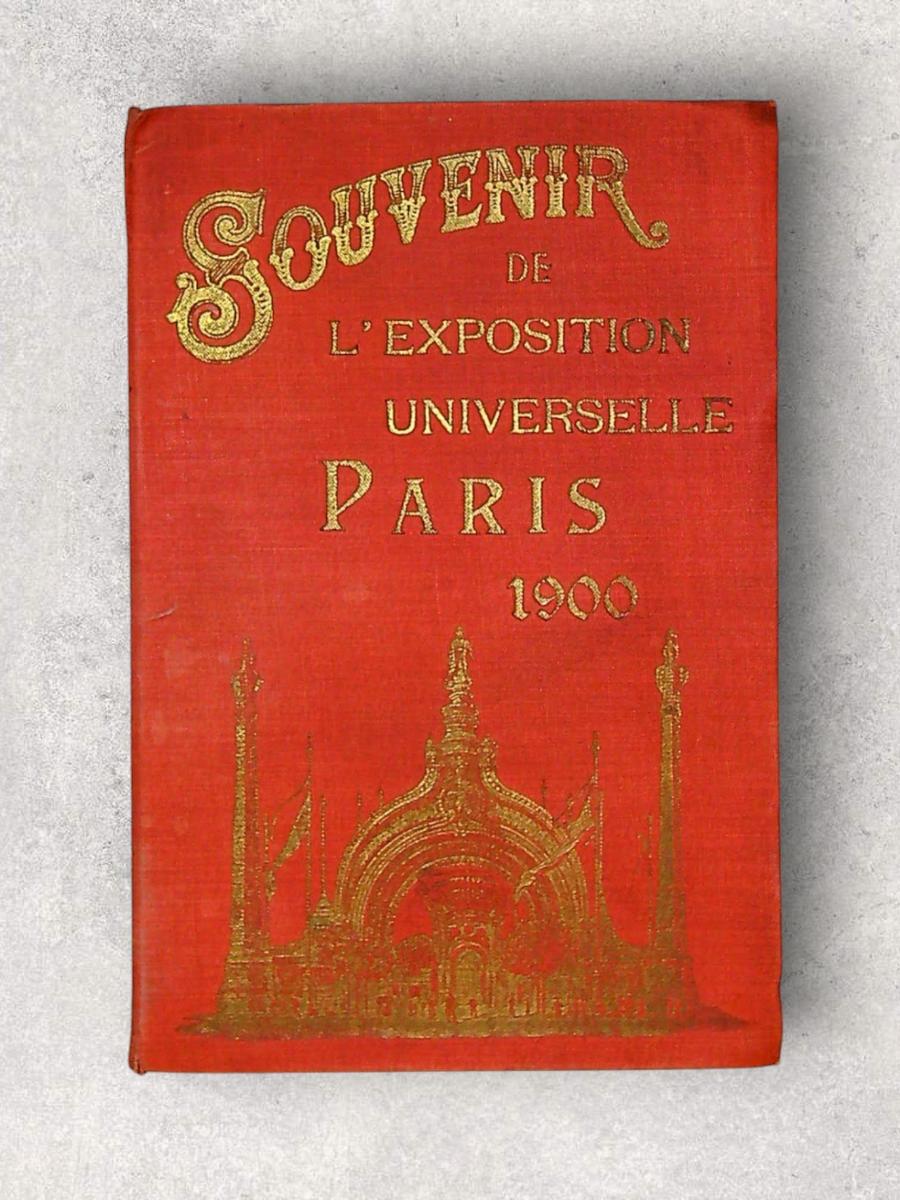 SOUVENIR
DE
L'EXPOSITION
UNIVERSELLE
PARIS
1900